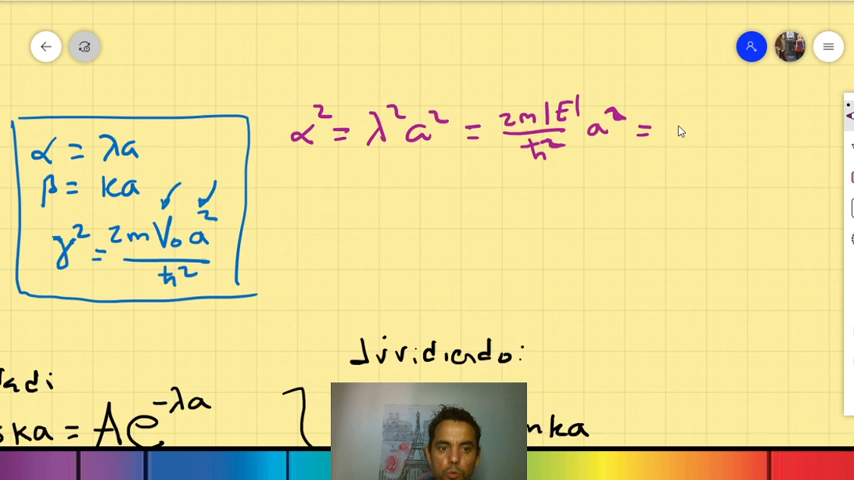 α² = λ²a² = 2m|E|/ħ² a² =
α = λa
β = ka
γ² = 2mV₀a²/ħ²
Dividiendo:
ka = Ae^-λa
ka